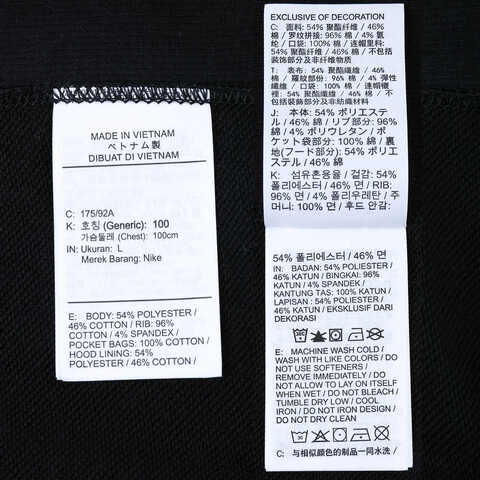 MADE IN VIETNAM
ベトナム製
DIBUAT DI VIETNAM
C: 175/92A
K: 호칭 (Generic): 100
가슴둘레 (Chest): 100cm
IN: Ukuran: L
Merek Barang: Nike
E: BODY: 54% POLYESTER/
46% COTTON / RIB: 96%
COTTON / 4% SPANDEX /
POCKET BAGS: 100% COTTON /
HOOD LINING: 54%
POLYESTER / 46% COTTON /
EXCLUSIVE OF DECORATION
C: 面料: 54% 聚酯纤维 / 46%
棉 / 罗纹拼接: 96% 棉 / 4% 氨
纶 / 口袋: 100% 棉 / 连帽里料:
54% 聚酯纤维 / 46% 棉 / 不包括
装饰部分及非纤维部分
T: 表布: 54% 聚酯纖維 / 46%
棉 / 羅紋部份: 96% 棉 / 4% 彈性
纖維 / 口袋: 100% 棉 / 連帽襯
裡: 54% 聚酯纖維 / 46% 棉 / 不
包括裝飾部份及非紡織材料
J: 本体: 54% ポリエステ
ル / 46% 綿 / リブ部分: 96%
綿 / 4% ポリウレタン / ポ
ケット袋部分: 100% 綿 / 裏
地(フード部分): 54% ポリエス
テル / 46% 綿
K: 섬유혼용율 / 겉감: 54%
폴리에스터 / 46% 면 / RIB:
96% 면 / 4% 폴리우레탄 / 주
머니: 100% 면 / 후드 안감:
54% 폴리에스터 / 46% 면
IN: BADAN: 54% POLIESTER /
46% KATUN / BINGKAI: 96%
KATUN / 4% SPANDEX /
KANTUNG TAS: 100% KATUN /
LAPISAN : 54% POLIESTER /
46% KATUN / EKSKLUSIF DARI
DEKORASI
E: MACHINE WASH COLD /
WASH WITH LIKE COLORS / DO
NOT USE SOFTENERS /
REMOVE IMMEDIATELY / DO
NOT ALLOW TO LAY ON ITSELF
WHEN WET / DO NOT BLEACH /
TUMBLE DRY LOW / COOL
IRON / DO NOT IRON DESIGN /
DO NOT DRY CLEAN
C: 与相似颜色的制品一同水洗 /